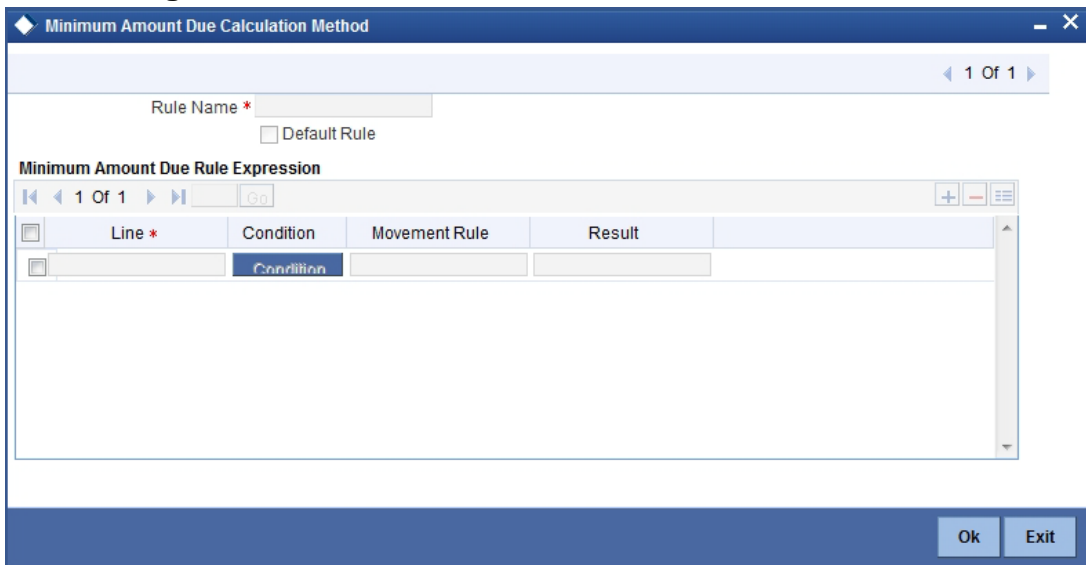 Minimum Amount Due Calculation Method
1 Of 1
Rule Name *
Default Rule
Minimum Amount Due Rule Expression
1 Of 1 Go
Line * Condition Movement Rule Result
Condition
Ok Exit